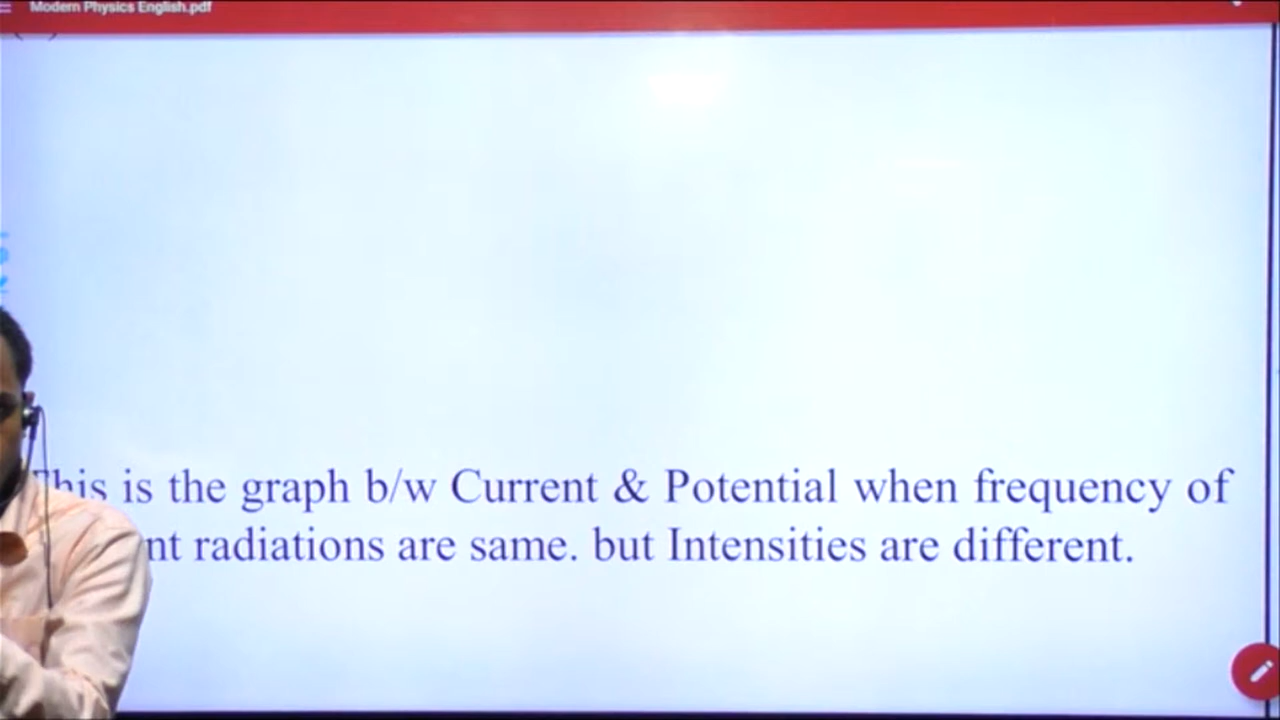 Modern Physics English.pdf
This is the graph b/w Current & Potential when frequency of
nt radiations are same. but Intensities are different.